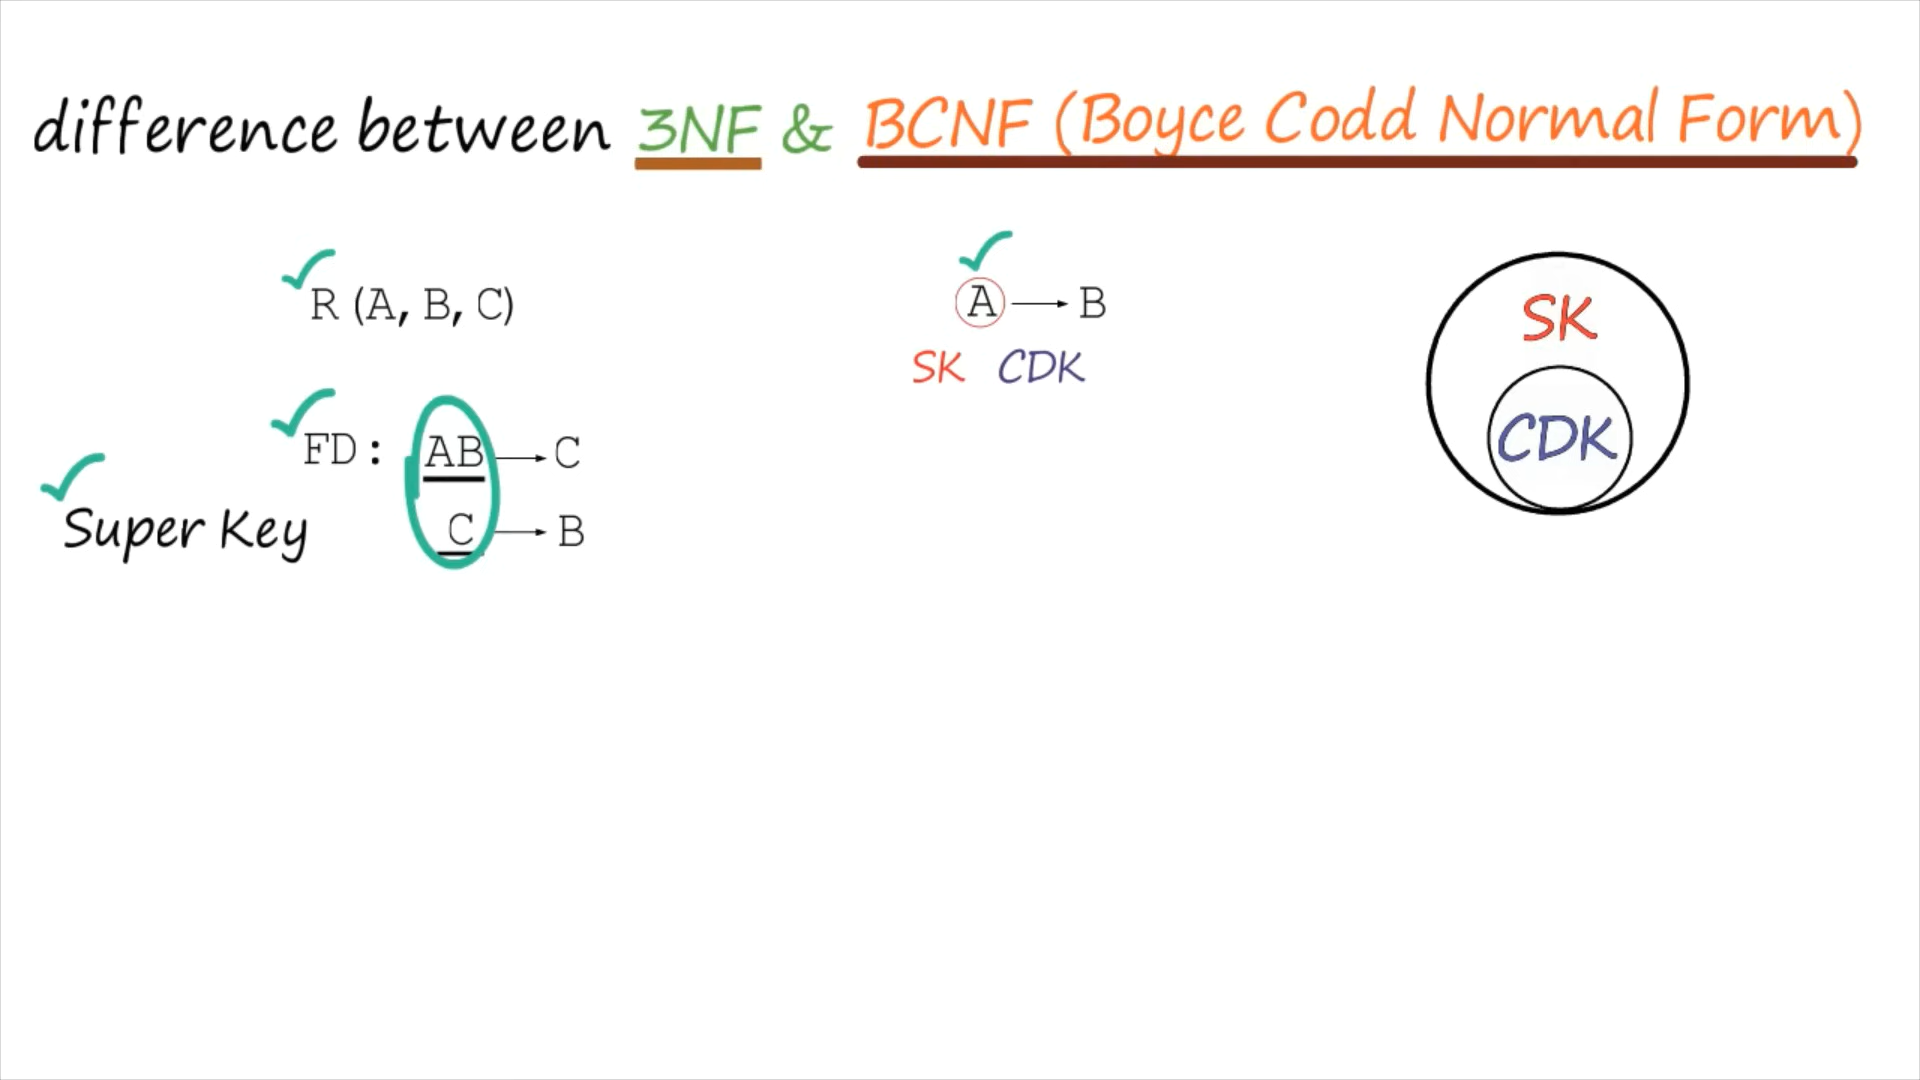 difference between 3NF & BCNF (Boyce Codd Normal Form)
R (A, B, C)
FD: AB → C
C → B
Super Key
A → B
SK CDK
SK
CDK